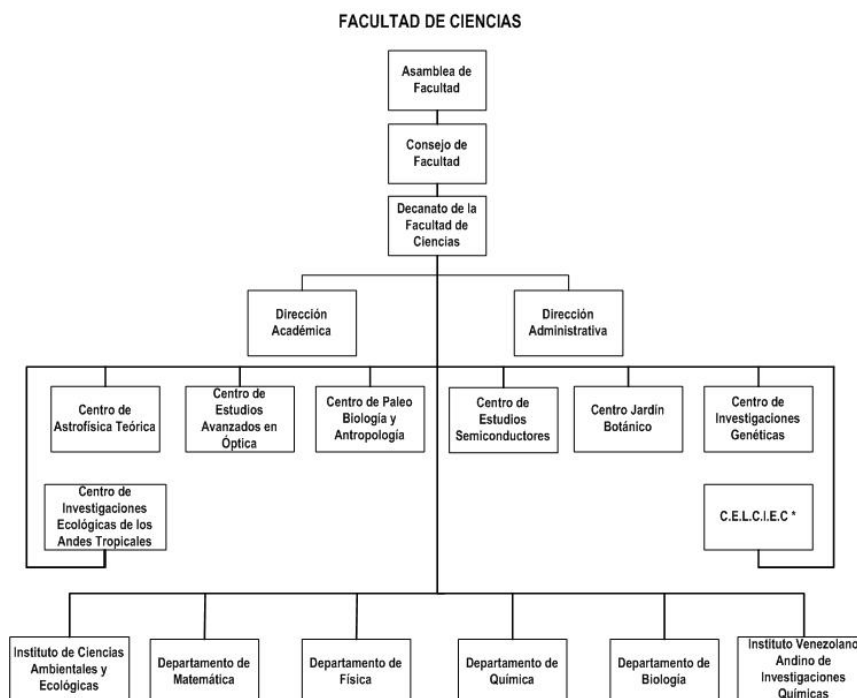 FACULTAD DE CIENCIAS
Asamblea de
Facultad
Consejo de
Facultad
Decanato de la
Facultad de
Ciencias
Dirección
Académica
Dirección
Administrativa
Centro de
Astrofísica Teórica
Centro de
Estudios
Avanzados en
Óptica
Centro de Paleo
Biología y
Antropología
Centro de
Estudios
Semiconductores
Centro Jardín
Botánico
Centro de
Investigaciones
Genéticas
Centro de
Investigaciones
Ecológicas de los
Andes Tropicales
C.E.L.C.I.E.C *
Instituto de Ciencias
Ambientales y
Ecológicas
Departamento de
Matemática
Departamento de
Física
Departamento de
Química
Departamento de
Biología
Instituto Venezolano
Andino de
Investigaciones
Químicas